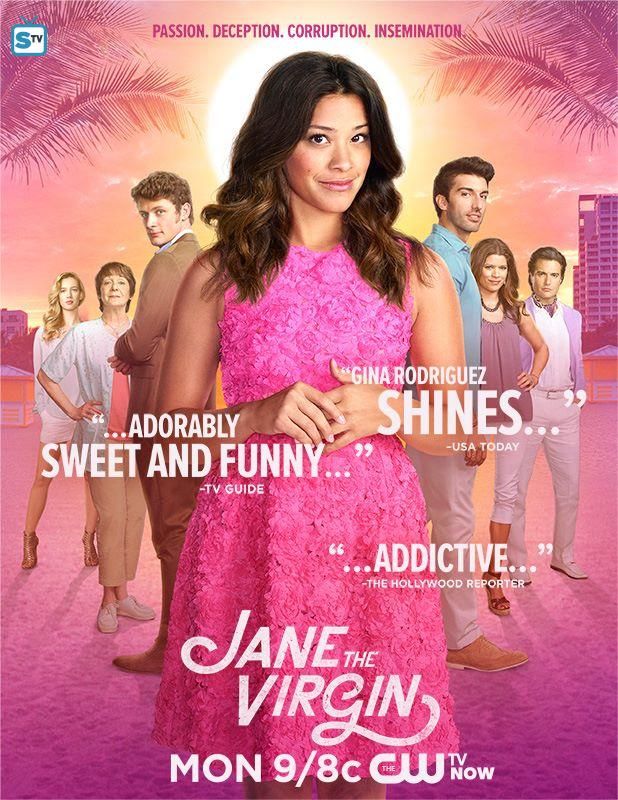 STV
PASSION. DECEPTION. CORRUPTION. INSEMINATION.
"GINA RODRIGUEZ
SHINES..."
-USA TODAY
"...ADORABLY
SWEET AND FUNNY..."
-TV GUIDE
"...ADDICTIVE..."
-THE HOLLYWOOD REPORTER
JANE THE
VIRGIN
MON 9/8c THE CW TV NOW